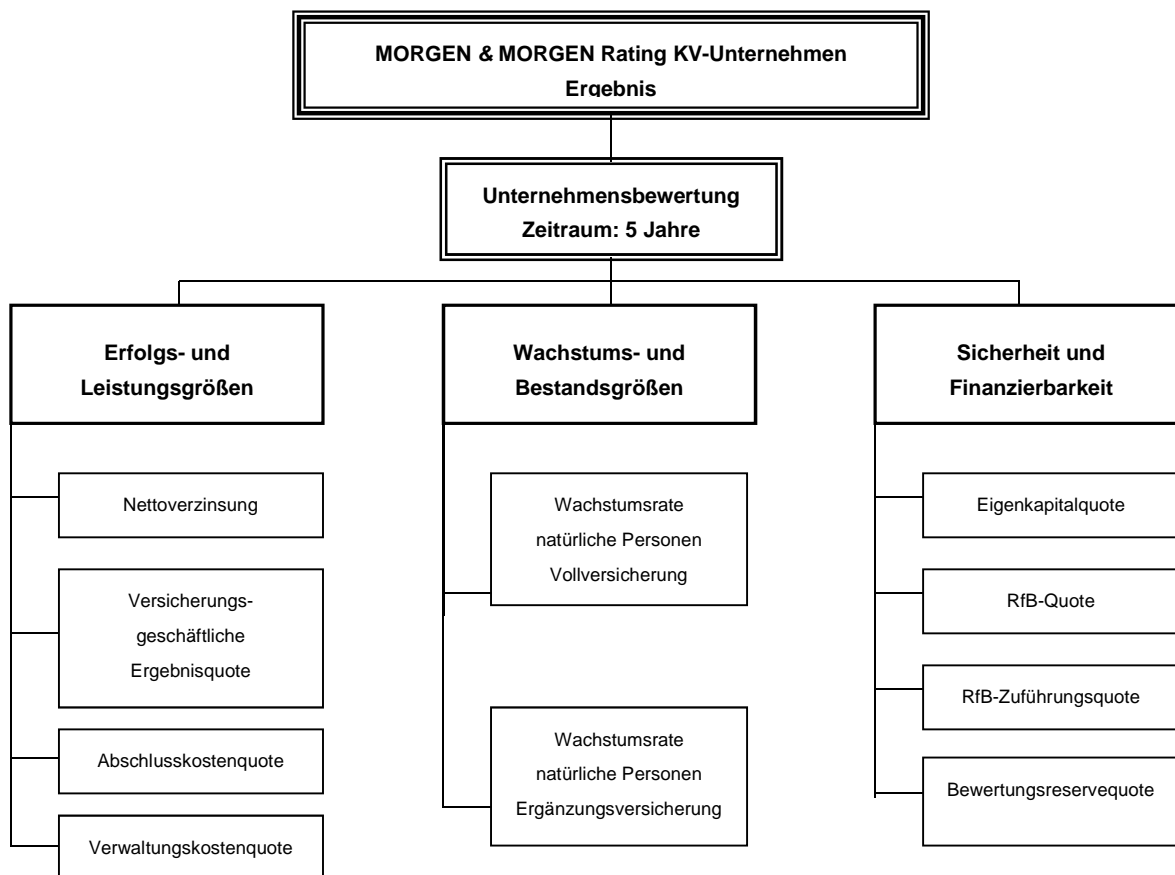 MORGEN & MORGEN Rating KV-Unternehmen
Ergebnis
Unternehmensbewertung
Zeitraum: 5 Jahre
Erfolgs- und
Leistungsgrößen
Nettoverzinsung
Versicherungs-
geschäftliche
Ergebnisquote
Abschlusskostenquote
Verwaltungskostenquote
Wachstums- und
Bestandsgrößen
Wachstumsrate
natürliche Personen
Vollversicherung
Wachstumsrate
natürliche Personen
Ergänzungsversicherung
Sicherheit und
Finanzierbarkeit
Eigenkapitalquote
RfB-Quote
RfB-Zuführungsquote
Bewertungsreservequote